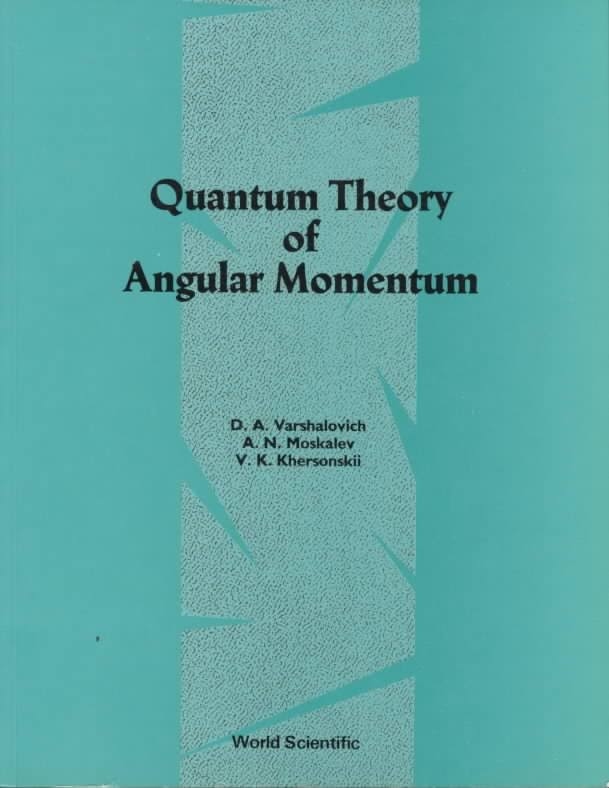 Quantum Theory
of
Angular Momentum
D. A. Varshalovich
A. N. Moskalev
V. K. Khersonskii
World Scientific